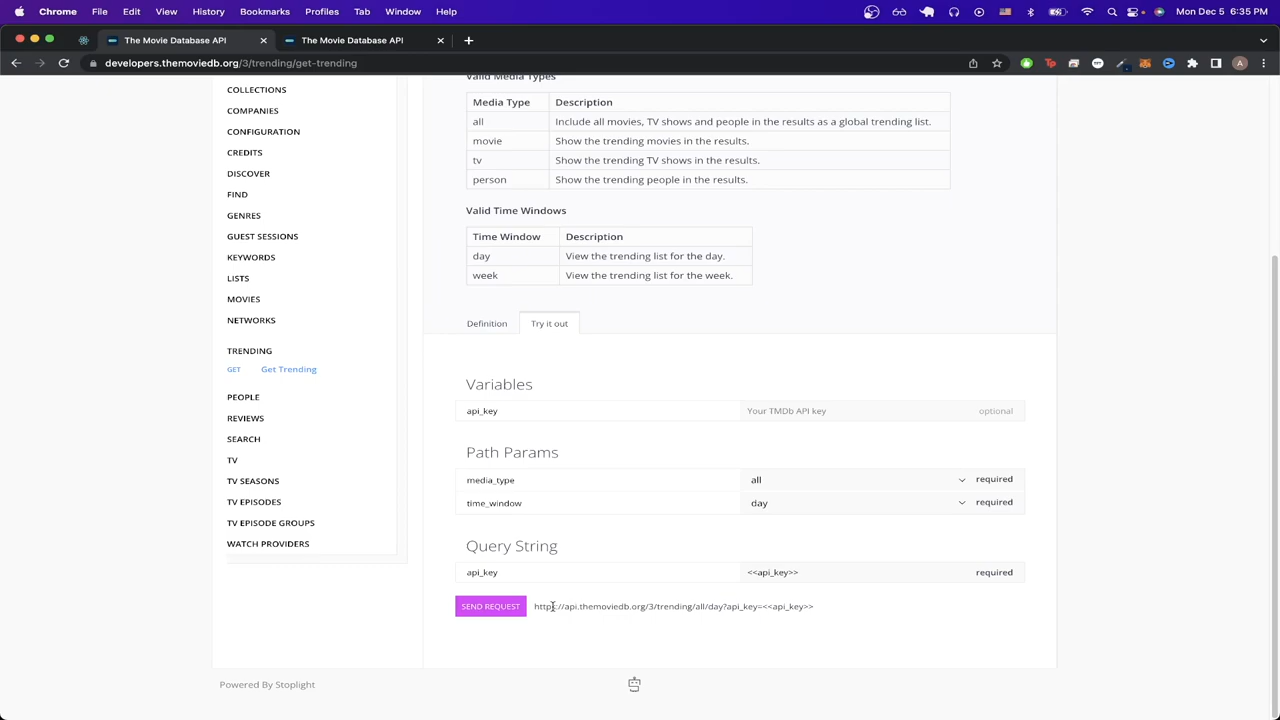 Chrome File Edit View History Bookmarks Profiles Tab Window Help Mon Dec 5 6:35 PM
The Movie Database API The Movie Database API
developers.themoviedb.org/3/trending/get-trending
A
COLLECTIONS
COMPANIES
CONFIGURATION
CREDITS
DISCOVER
FIND
GENRES
GUEST SESSIONS
KEYWORDS
LISTS
MOVIES
NETWORKS
TRENDING
GET Get Trending
PEOPLE
REVIEWS
SEARCH
TV
TV SEASONS
TV EPISODES
TV EPISODE GROUPS
WATCH PROVIDERS
Valid Media Types
Media Type Description
all Include all movies, TV shows and people in the results as a global trending list.
movie Show the trending movies in the results.
tv Show the trending TV shows in the results.
person Show the trending people in the results.
Valid Time Windows
Time Window Description
day View the trending list for the day.
week View the trending list for the week.
Definition Try it out
Variables
api_key Your TMDb API key optional
Path Params
media_type all required
time_window day required
Query String
api_key <<api_key>> required
SEND REQUEST https://api.themoviedb.org/3/trending/all/day?api_key=<<api_key>>
Powered By Stoplight